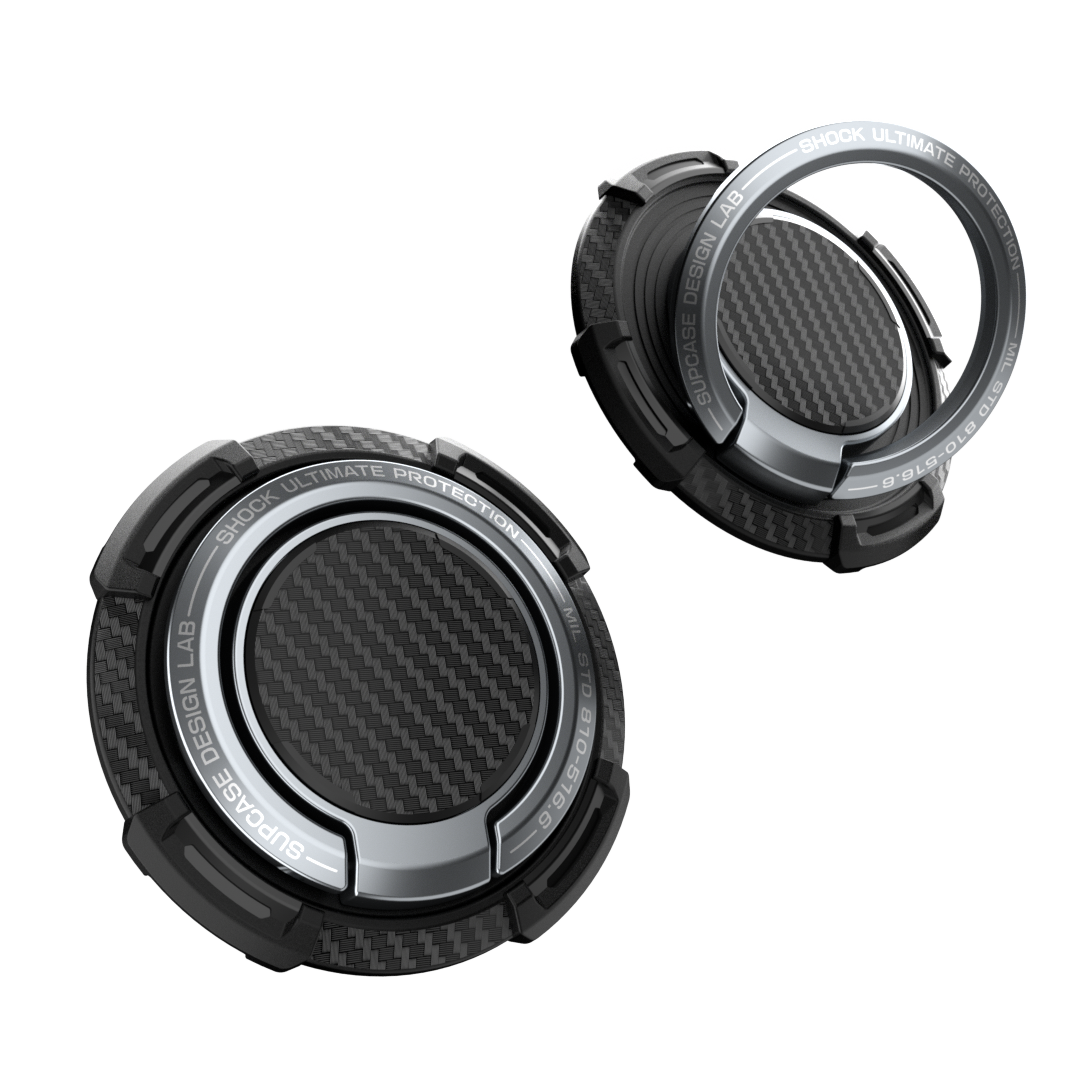 SUPCASE DESIGN LAB
SHOCK ULTIMATE PROTECTION
MIL STD 810-516.6
SUPCASE DESIGN LAB
SHOCK ULTIMATE PROTECTION
MIL STD 810-516.6